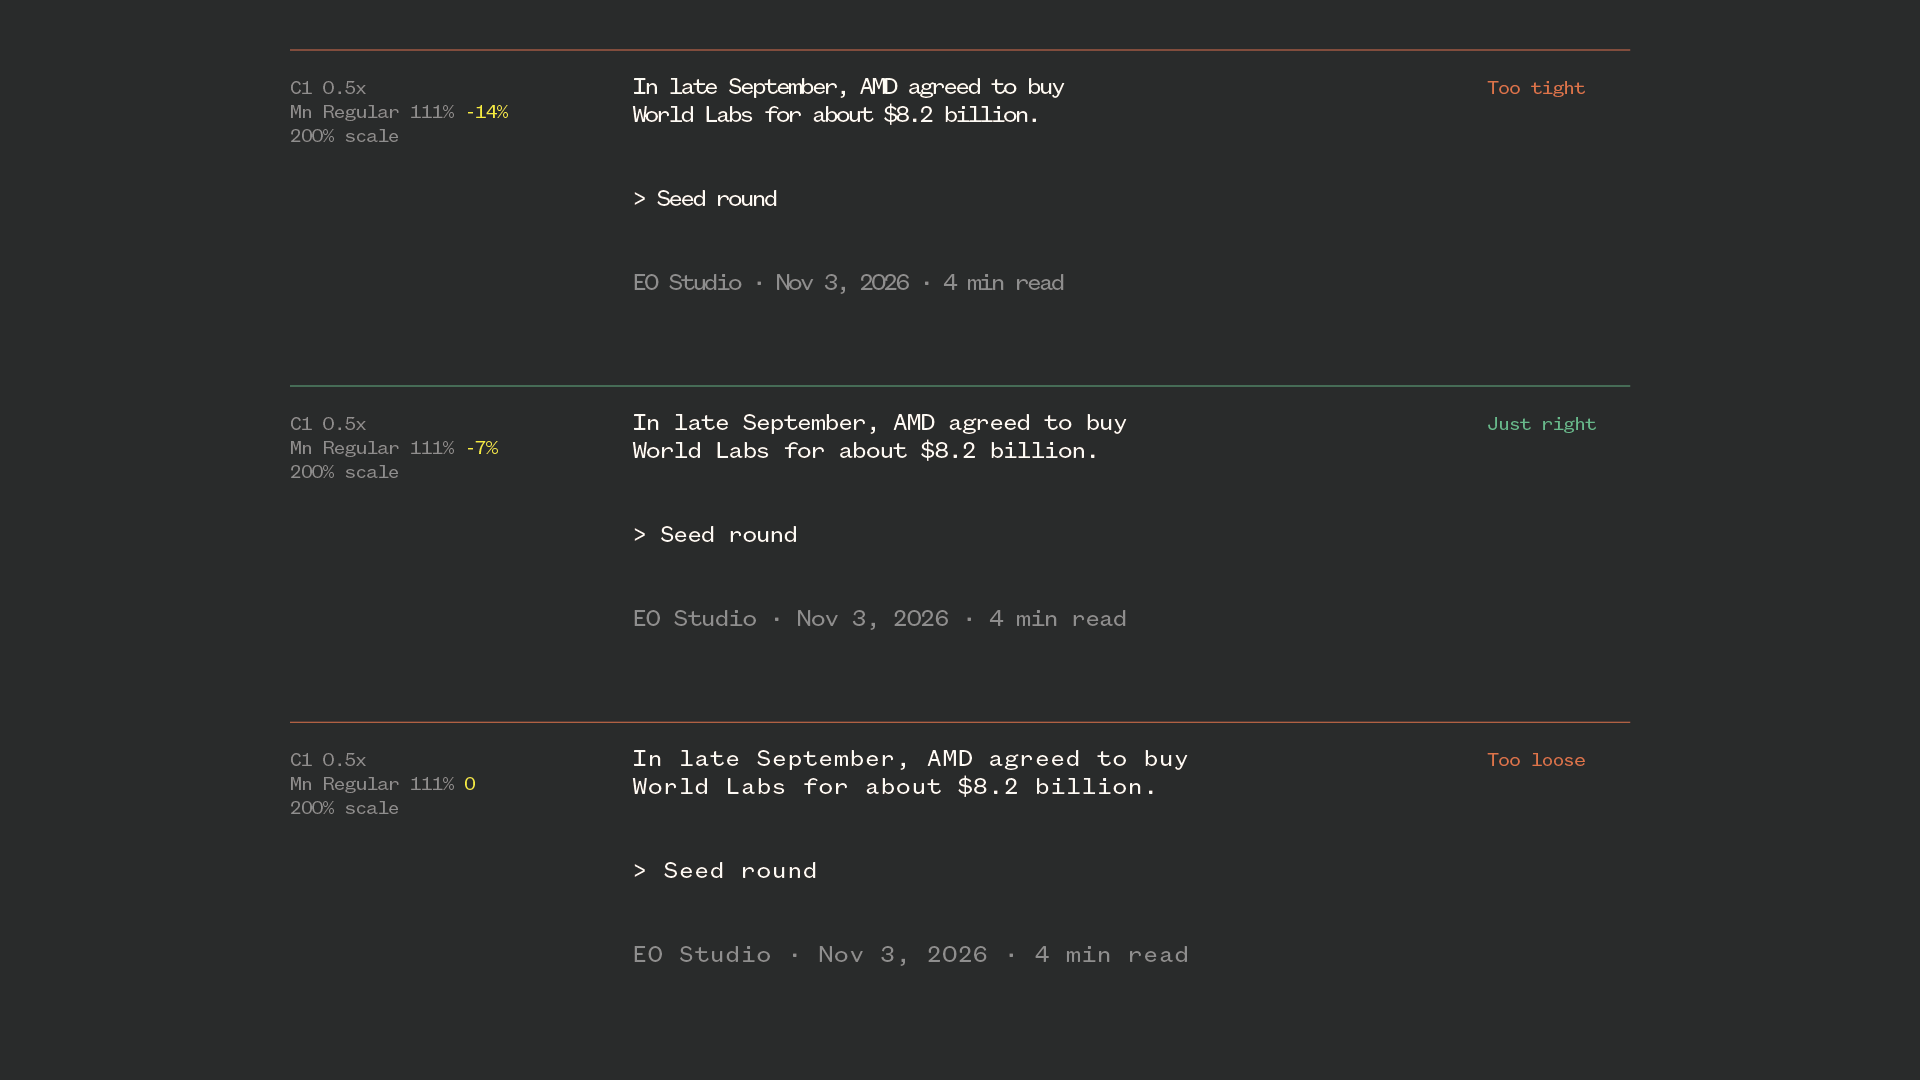 C1 0.5x
Mn Regular 111% -14%
200% scale
In late September, AMD agreed to buy
World Labs for about $8.2 billion.
> Seed round
EO Studio · Nov 3, 2026 · 4 min read
Too tight
C1 0.5x
Mn Regular 111% -7%
200% scale
In late September, AMD agreed to buy
World Labs for about $8.2 billion.
> Seed round
EO Studio · Nov 3, 2026 · 4 min read
Just right
C1 0.5x
Mn Regular 111% 0
200% scale
In late September, AMD agreed to buy
World Labs for about $8.2 billion.
> Seed round
EO Studio · Nov 3, 2026 · 4 min read
Too loose